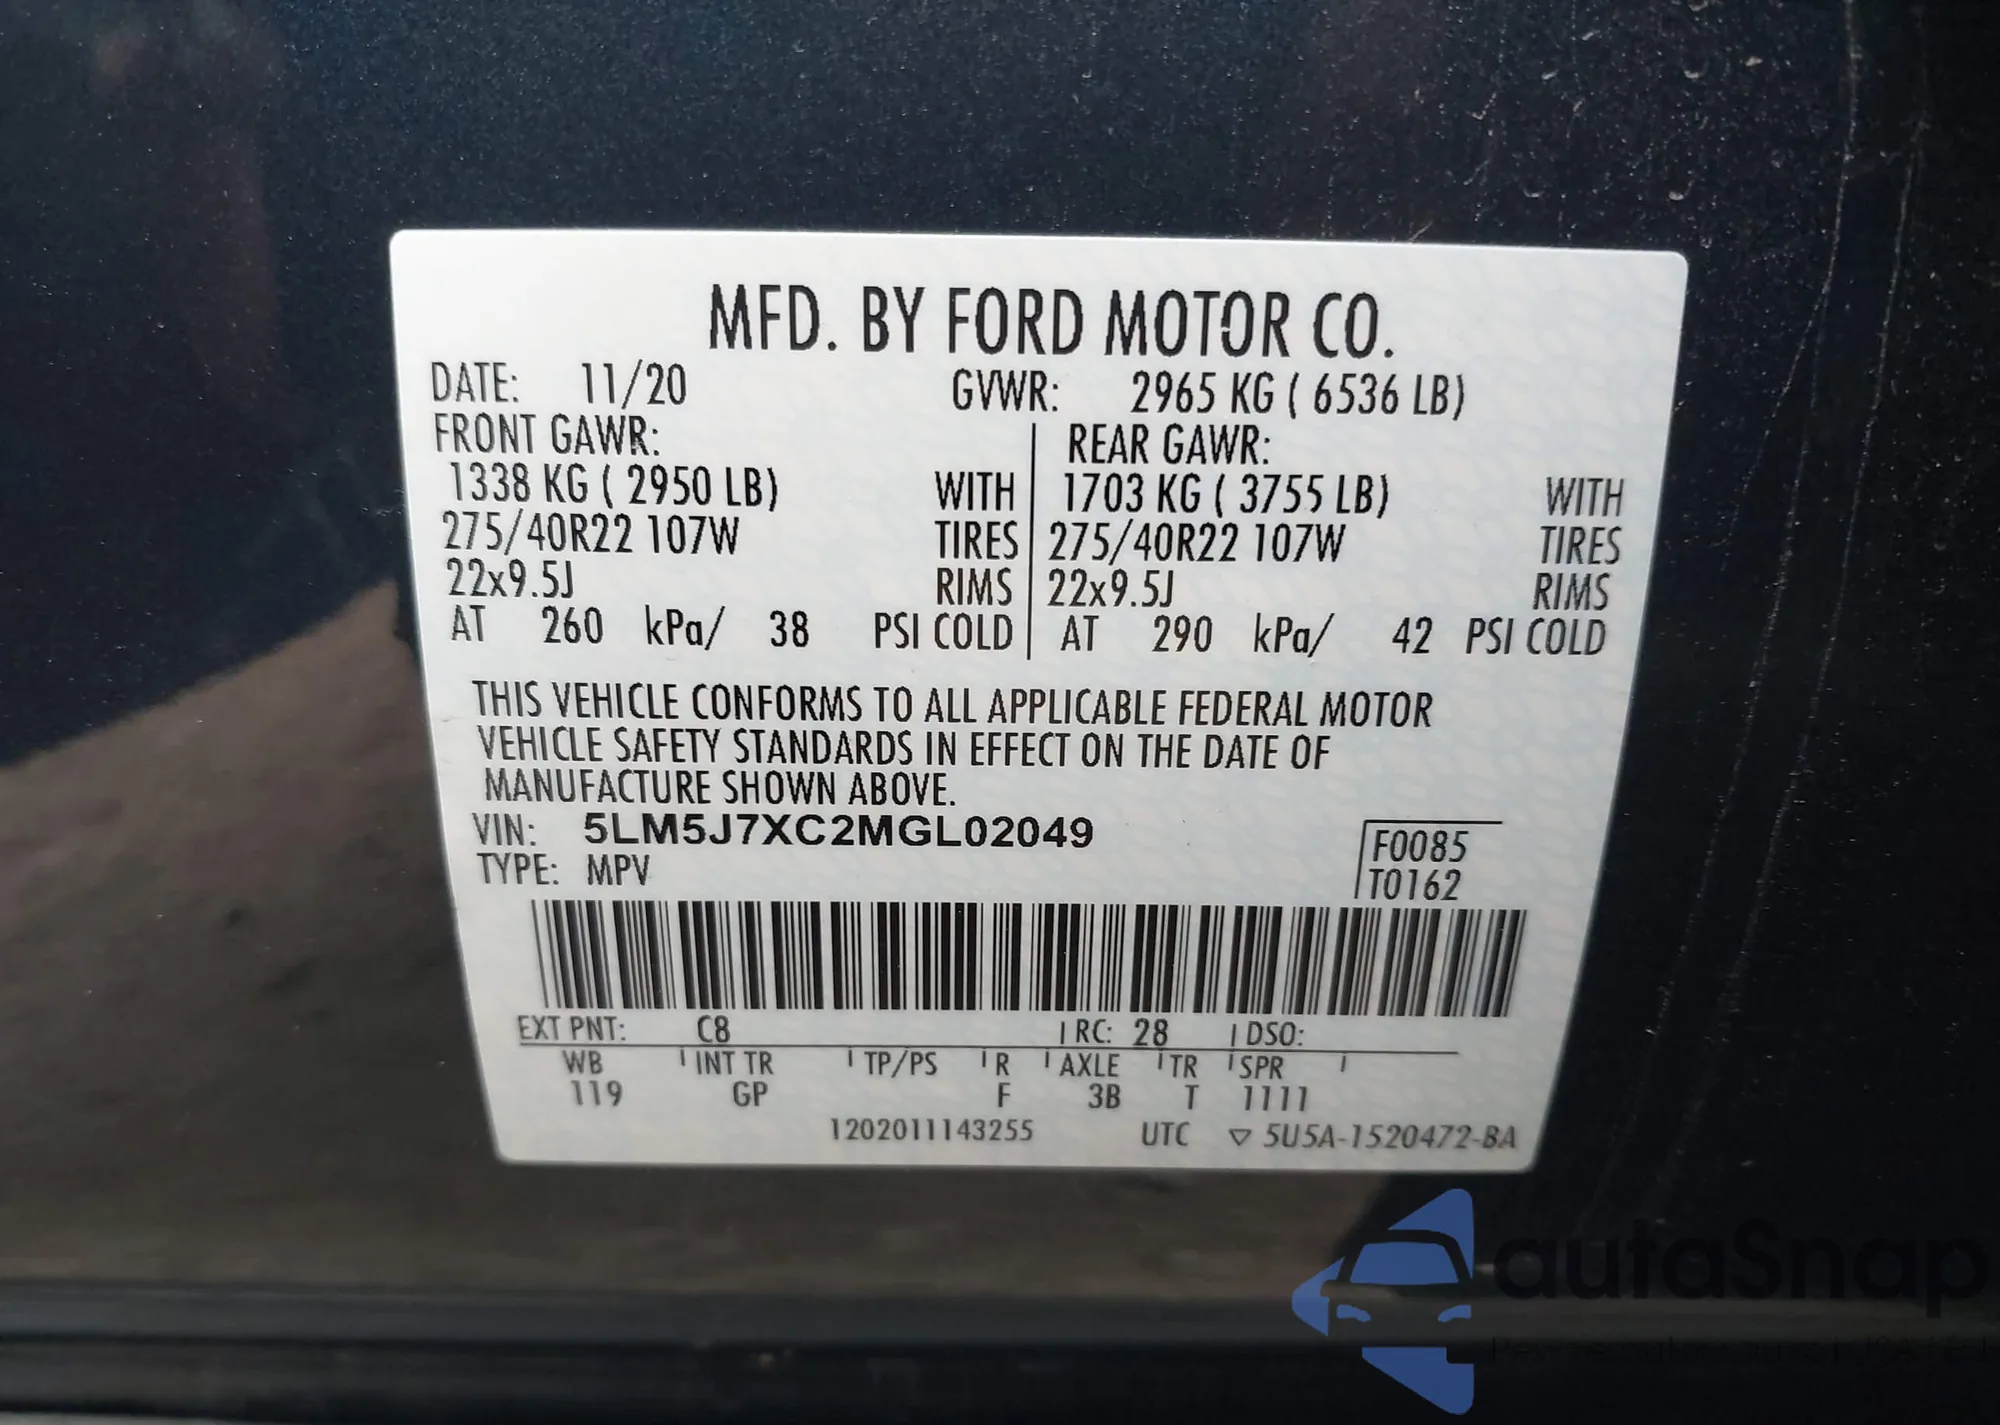 MFD. BY FORD MOTOR CO.
DATE: 11/20 GVWR: 2965 KG ( 6536 LB)
FRONT GAWR: REAR GAWR:
1338 KG ( 2950 LB) WITH 1703 KG ( 3755 LB) WITH
275/40R22 107W TIRES 275/40R22 107W TIRES
22x9.5J RIMS 22x9.5J RIMS
AT 260 kPa/ 38 PSI COLD AT 290 kPa/ 42 PSI COLD
THIS VEHICLE CONFORMS TO ALL APPLICABLE FEDERAL MOTOR
VEHICLE SAFETY STANDARDS IN EFFECT ON THE DATE OF
MANUFACTURE SHOWN ABOVE.
VIN: 5LM5J7XC2MGL02049
F0085
TYPE: MPV
T0162
EXT PNT: C8 RC: 28 DSO:
WB INT TR TP/PS R AXLE TR SPR
119 GP F 3B T 1111
1202011143255 UTC ▽ 5U5A-1520472-BA
autaSnap